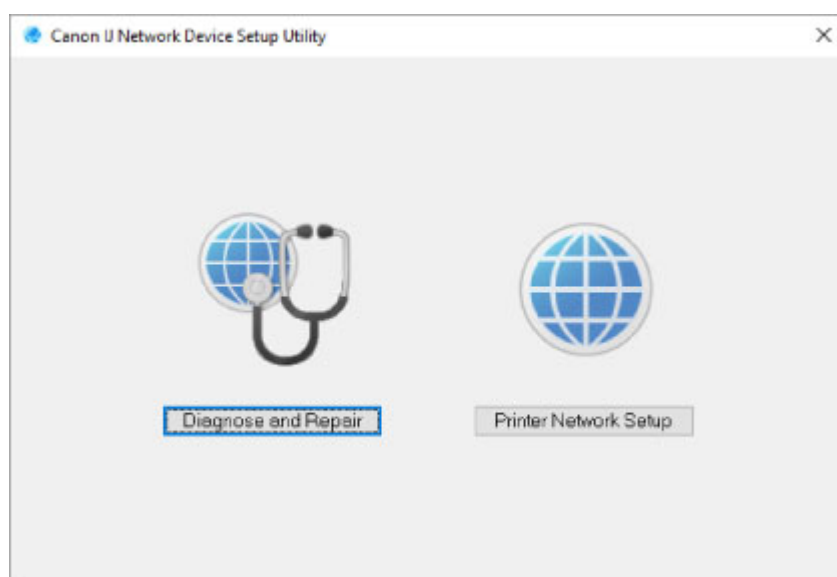 Canon IJ Network Device Setup Utility
Diagnose and Repair
Printer Network Setup